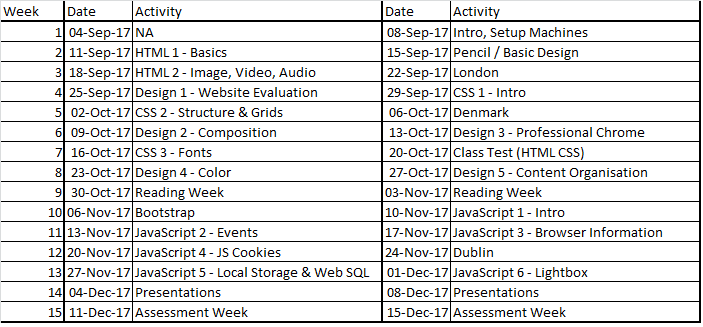 Week Date Activity Date Activity
1 04-Sep-17 NA 08-Sep-17 Intro, Setup Machines
2 11-Sep-17 HTML 1 - Basics 15-Sep-17 Pencil / Basic Design
3 18-Sep-17 HTML 2 - Image, Video, Audio 22-Sep-17 London
4 25-Sep-17 Design 1 - Website Evaluation 29-Sep-17 CSS 1 - Intro
5 02-Oct-17 CSS 2 - Structure & Grids 06-Oct-17 Denmark
6 09-Oct-17 Design 2 - Composition 13-Oct-17 Design 3 - Professional Chrome
7 16-Oct-17 CSS 3 - Fonts 20-Oct-17 Class Test (HTML CSS)
8 23-Oct-17 Design 4 - Color 27-Oct-17 Design 5 - Content Organisation
9 30-Oct-17 Reading Week 03-Nov-17 Reading Week
10 06-Nov-17 Bootstrap 10-Nov-17 JavaScript 1 - Intro
11 13-Nov-17 JavaScript 2 - Events 17-Nov-17 JavaScript 3 - Browser Information
12 20-Nov-17 JavaScript 4 - JS Cookies 24-Nov-17 Dublin
13 27-Nov-17 JavaScript 5 - Local Storage & Web SQL 01-Dec-17 JavaScript 6 - Lightbox
14 04-Dec-17 Presentations 08-Dec-17 Presentations
15 11-Dec-17 Assessment Week 15-Dec-17 Assessment Week